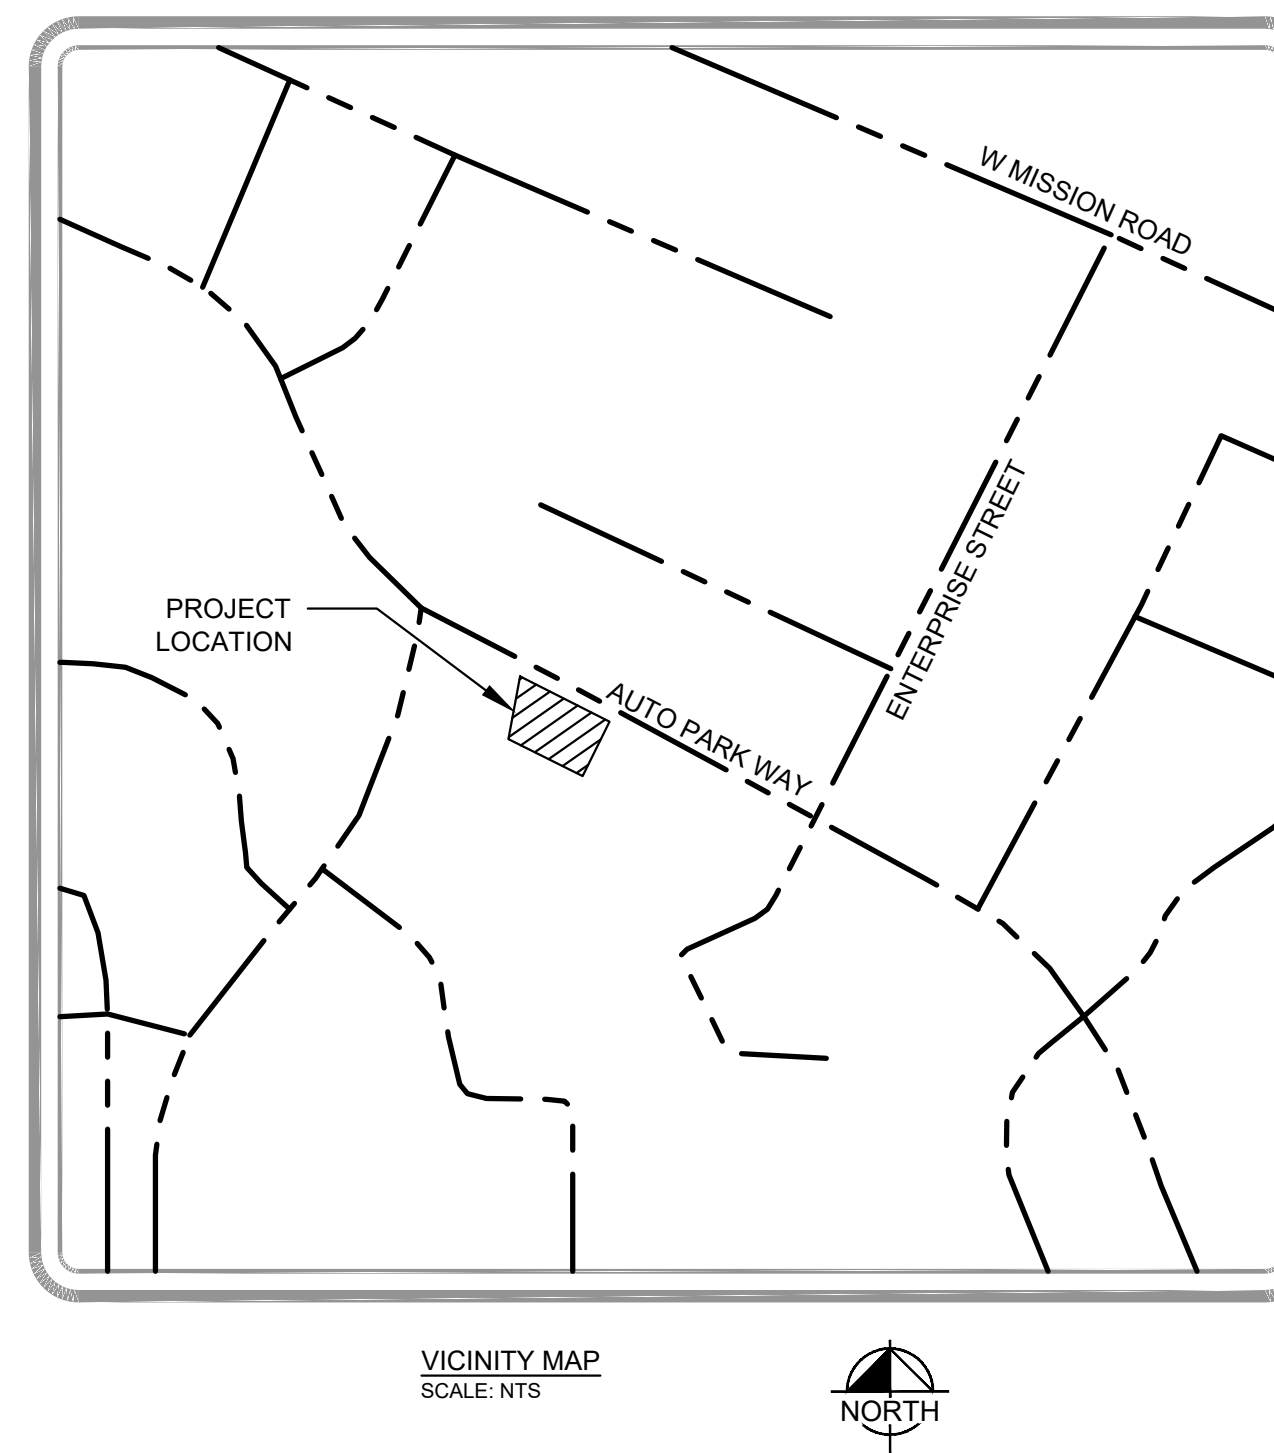 W MISSION ROAD
ENTERPRISE STREET
PROJECT
LOCATION
AUTO PARK WAY
VICINITY MAP
SCALE: NTS
NORTH